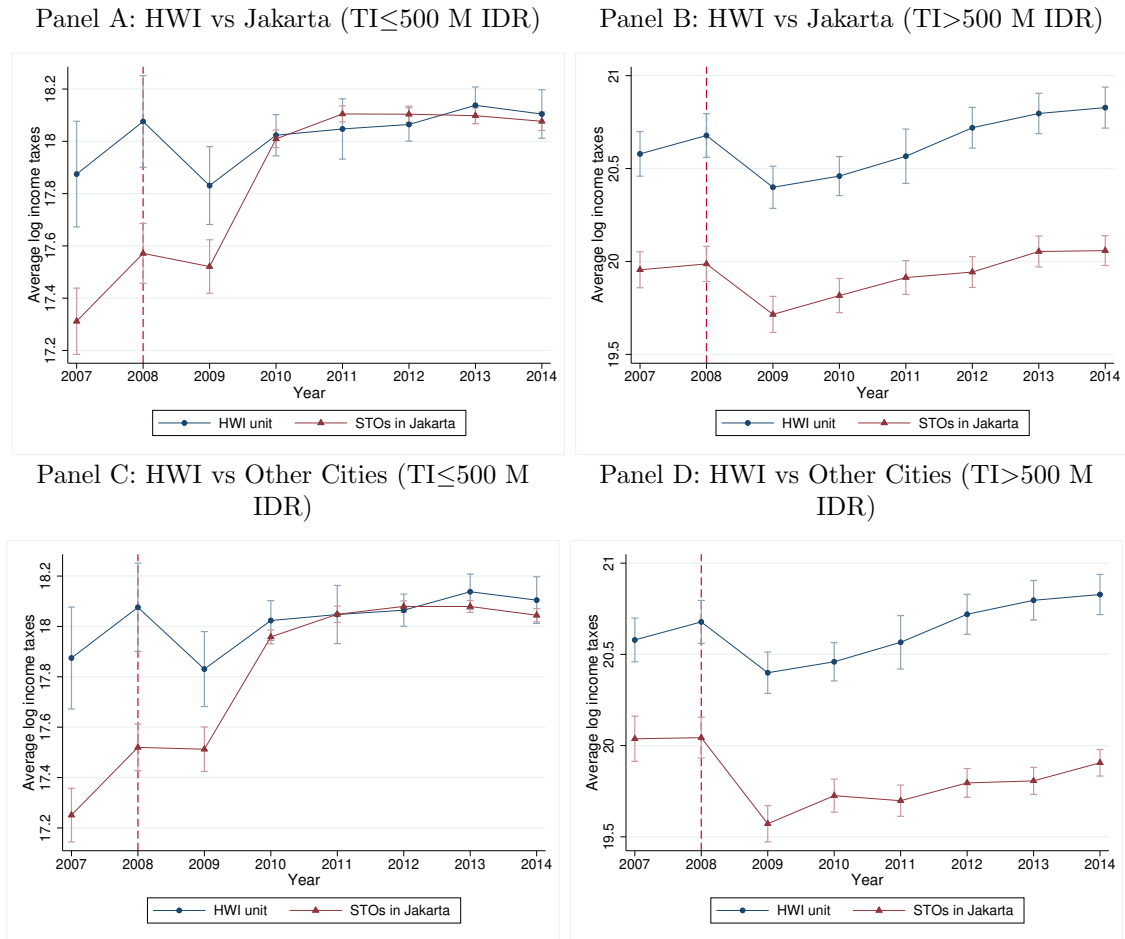 Panel A: HWI vs Jakarta (TI≤500 M IDR)
Panel B: HWI vs Jakarta (TI>500 M IDR)
Average log income taxes
17.2 17.4 17.6 17.8 18 18.2
2007 2008 2009 2010 2011 2012 2013 2014
Year
HWI unit STOs in Jakarta
Average log income taxes
19.5 20 20.5 21
2007 2008 2009 2010 2011 2012 2013 2014
Year
HWI unit STOs in Jakarta
Panel C: HWI vs Other Cities (TI≤500 M
IDR)
Panel D: HWI vs Other Cities (TI>500 M
IDR)
Average log income taxes
17.2 17.4 17.6 17.8 18 18.2
2007 2008 2009 2010 2011 2012 2013 2014
Year
HWI unit STOs in Jakarta
Average log income taxes
19.5 20 20.5 21
2007 2008 2009 2010 2011 2012 2013 2014
Year
HWI unit STOs in Jakarta